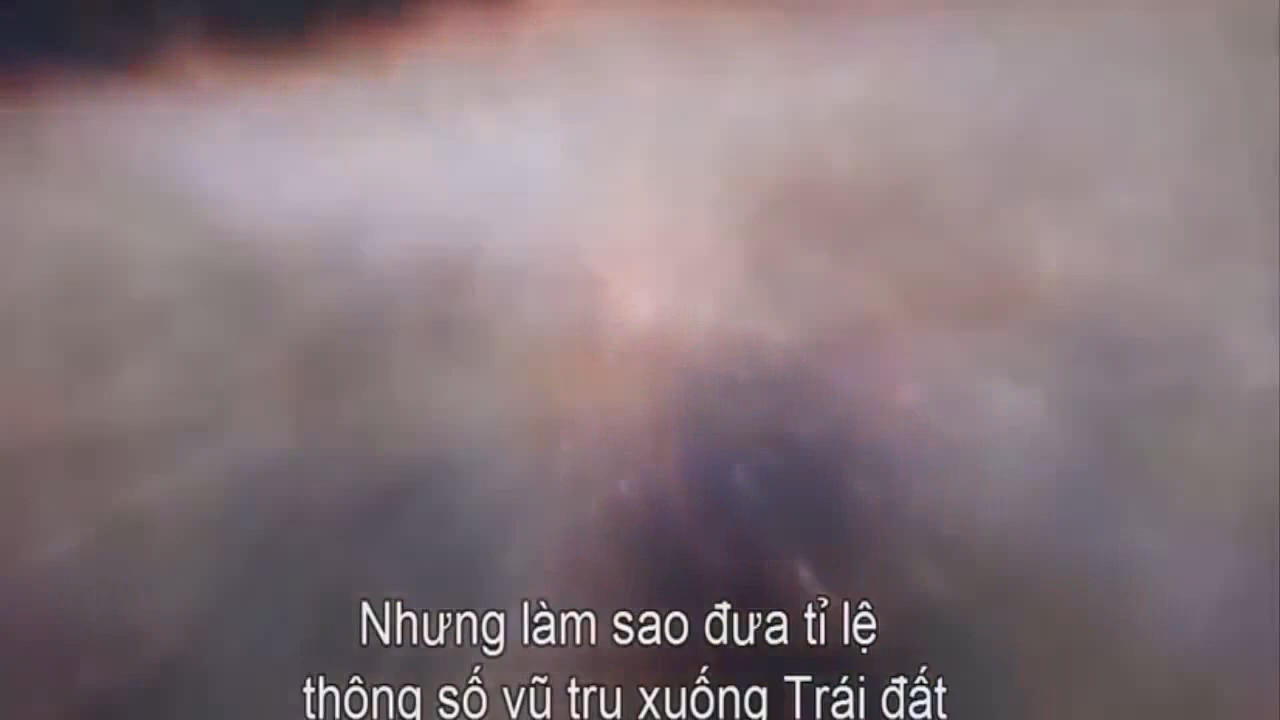 Nhưng làm sao đưa tỉ lệ
thông số vũ trụ xuống Trái đất